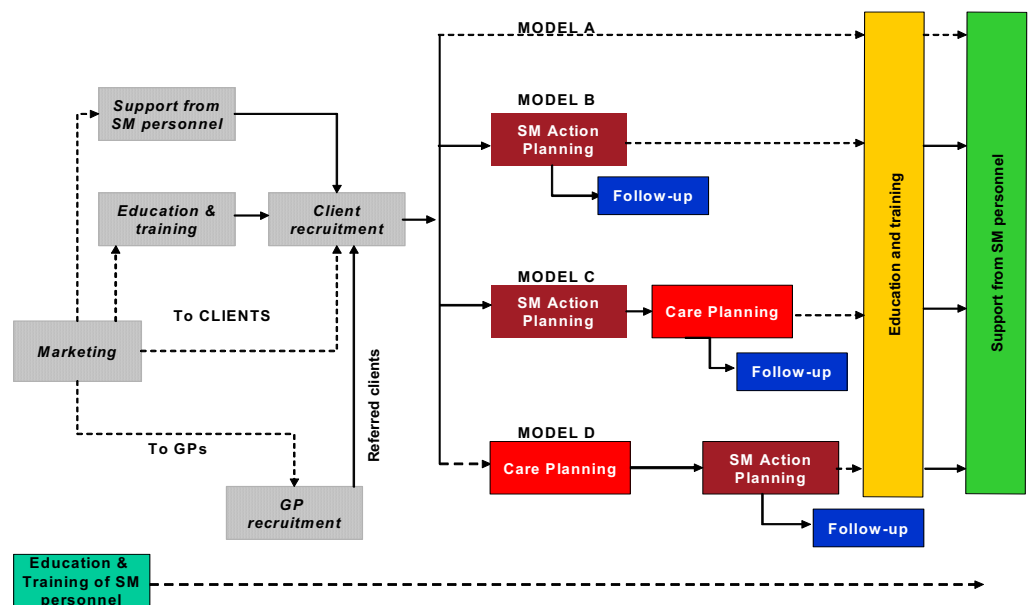 MODEL A
Support from
SM personnel
MODEL B
SM Action
Planning
Follow-up
Education &
training
Client
recruitment
MODEL C
SM Action
Planning
Care Planning
Follow-up
To CLIENTS
Marketing
Referred clients
To GPs
MODEL D
Care Planning
SM Action
Planning
Follow-up
GP
recruitment
Education and training
Support from SM personnel
Education &
Training of SM
personnel